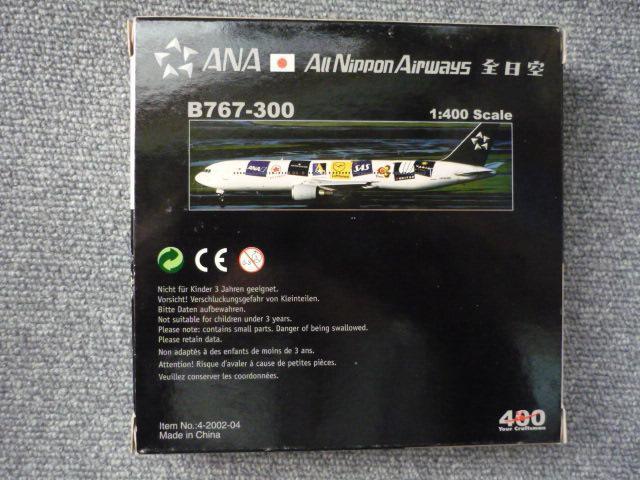 ANA All Nippon Airways 全日空
B767-300
1:400 Scale
ANA SAS
0-3
CE
Nicht für Kinder 3 Jahren geeignet.
Vorsicht! Verschluckungsgefahr von Kleinteilen.
Bitte Daten aufbewahren.
Not suitable for children under 3 years.
Please note: contains small parts. Danger of being swallowed.
Please retain data.
Non adaptés à des enfants de moins de 3 ans.
Attention! Risque d'avaler à cause de petites pièces.
Veuillez conserver les coordonnées.
Item No.:4-2002-04
Made in China
400
Your Craftsman